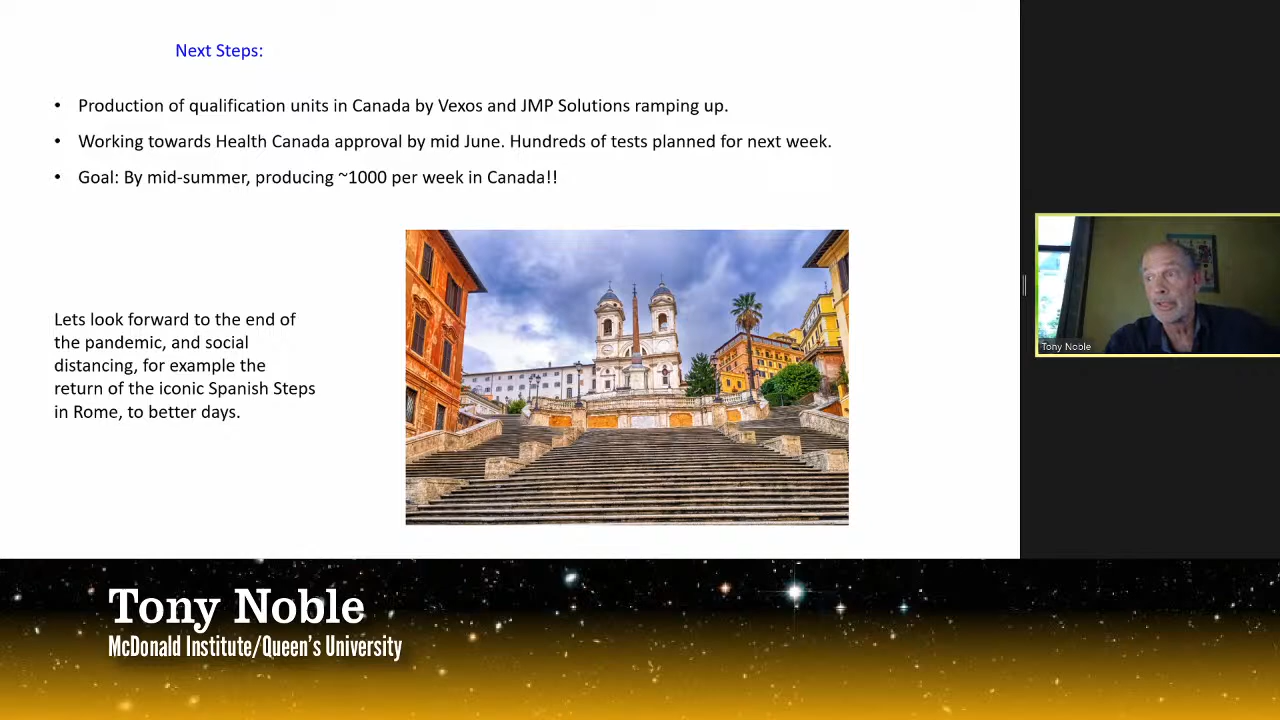 Next Steps:
• Production of qualification units in Canada by Vexos and JMP Solutions ramping up.
• Working towards Health Canada approval by mid June. Hundreds of tests planned for next week.
• Goal: By mid-summer, producing ~1000 per week in Canada!!
Lets look forward to the end of
the pandemic, and social
distancing, for example the
return of the iconic Spanish Steps
in Rome, to better days.
Tony Noble
Tony Noble
McDonald Institute/Queen's University